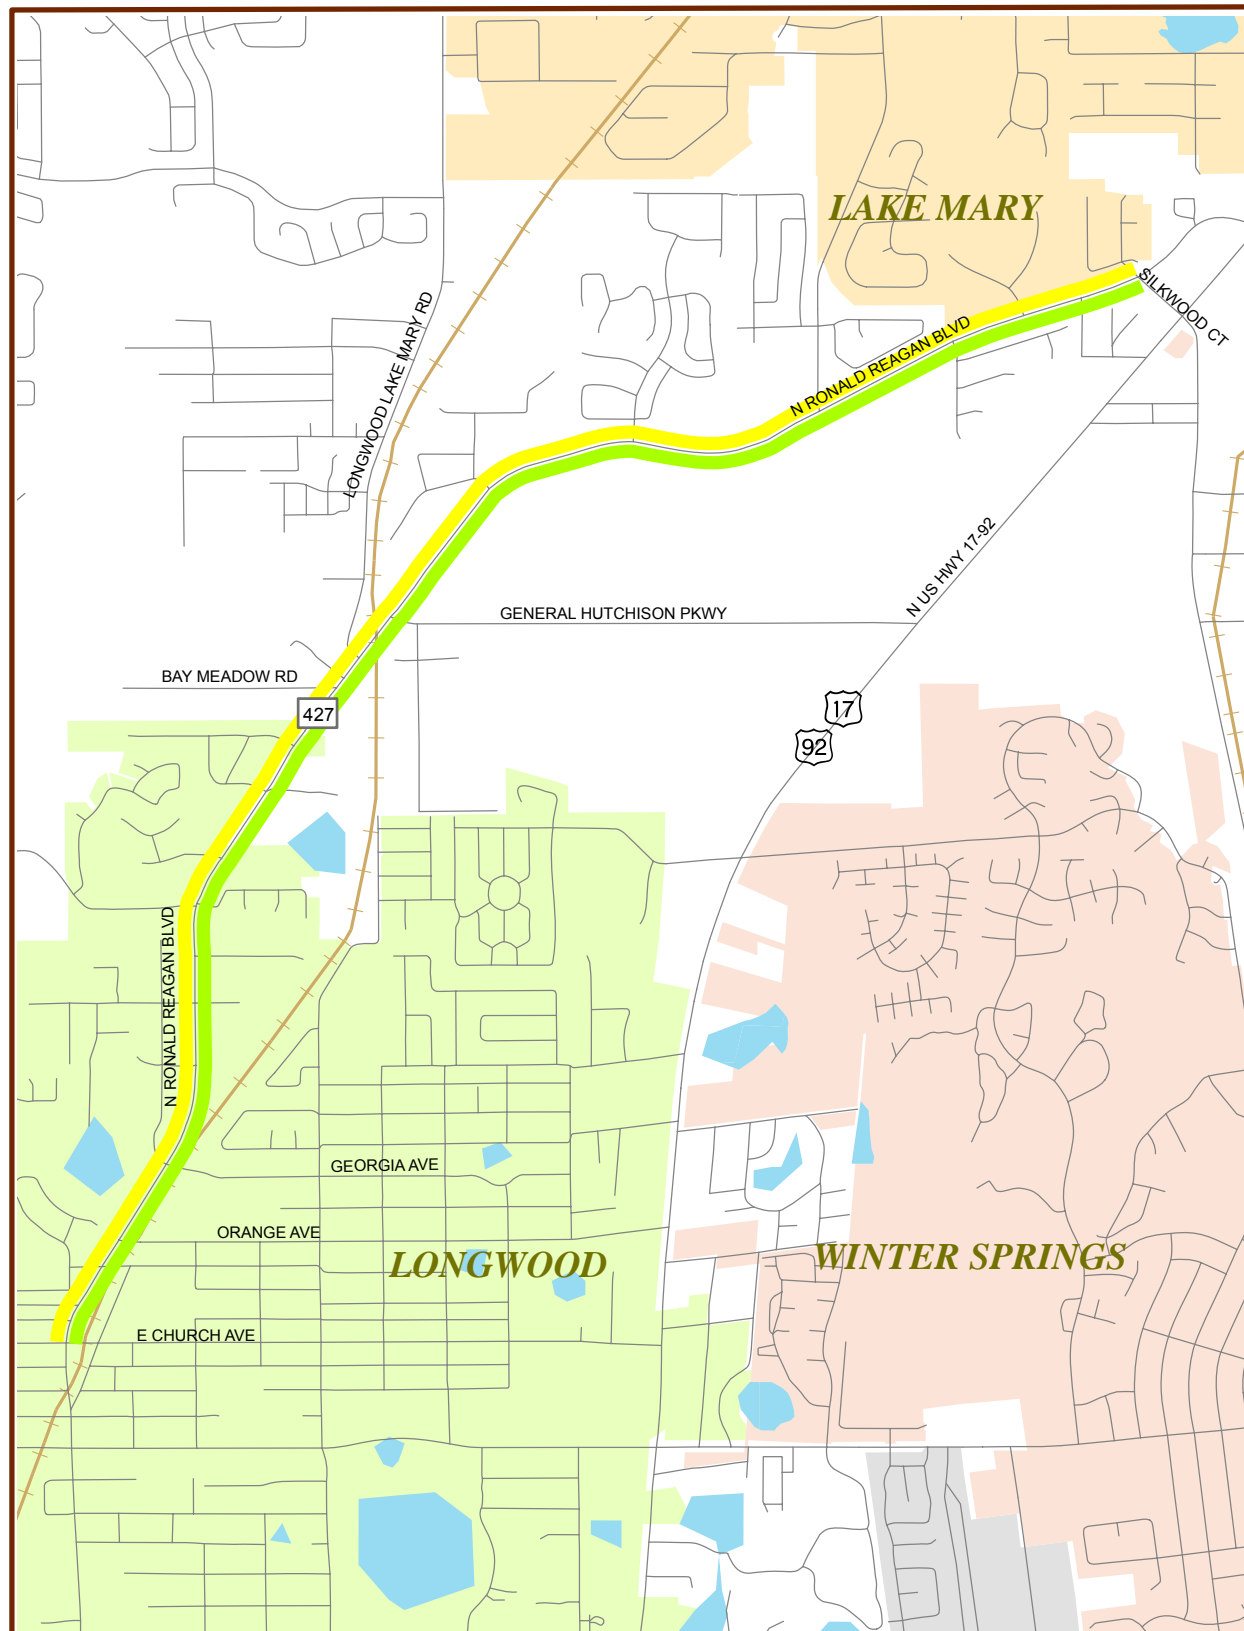 LAKE MARY
SILKWOOD CT
LONGWOOD LAKE MARY RD
N RONALD REAGAN BLVD
N US HWY 17-92
GENERAL HUTCHISON PKWY
BAY MEADOW RD
427
17
92
N RONALD REAGAN BLVD
GEORGIA AVE
ORANGE AVE
LONGWOOD
WINTER SPRINGS
E CHURCH AVE